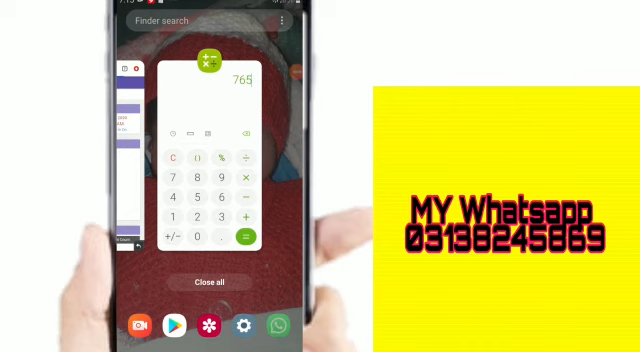 Finder search
765
C ( ) % ÷
7 8 9 ×
4 5 6 −
1 2 3 +
+/− 0 . =
Close all
MY Whatsapp
03138245869